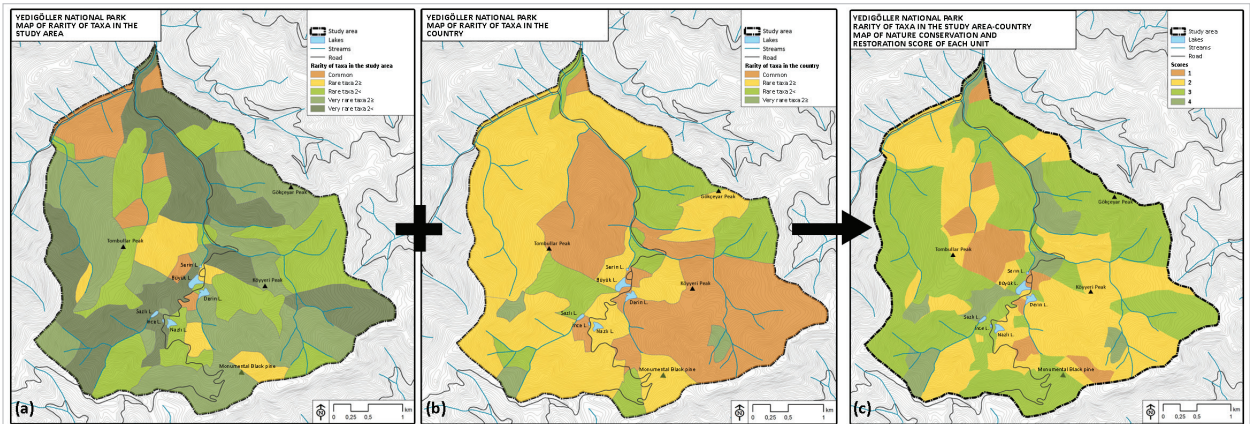 YEDIGÖLLER NATIONAL PARK
MAP OF RARITY OF TAXA IN THE
STUDY AREA
Study area
Lakes
Streams
Road
Rarity of taxa in the study area
Common
Rare taxa 2≥
Rare taxa 2<
Very rare taxa 2≥
Very rare taxa 2<
Gökçeyar Peak
Tombullar Peak
Serin L.
Büyük L.
Derin L.
Köyyeri Peak
Sazlı L.
İnce L.
Nazlı L.
Monumental Black pine
(a)
N
0 0,25 0,5 1
km
YEDIGÖLLER NATIONAL PARK
MAP OF RARITY OF TAXA IN THE
COUNTRY
Study area
Lakes
Streams
Road
Rarity of taxa in the country
Common
Rare taxa 2≥
Rare taxa 2<
Very rare taxa 2≥
Gökçeyar Peak
Tombullar Peak
Serin L.
Büyük L.
Derin L.
Köyyeri Peak
Sazlı L.
İnce L.
Nazlı L.
Monumental Black pine
(b)
N
0 0,25 0,5 1
km
YEDIGÖLLER NATIONAL PARK
RARITY OF TAXA IN THE STUDY AREA-COUNTRY
MAP OF NATURE CONSERVATION AND
RESTORATION SCORE OF EACH UNIT
Study area
Lakes
Streams
Road
Scores
1
2
3
4
Gökçeyar Peak
Tombullar Peak
Serin L.
Büyük L.
Derin L.
Köyyeri Peak
Sazlı L.
İnce L.
Nazlı L.
Monumental Black pine
(c)
N
0 0,25 0,5 1
km